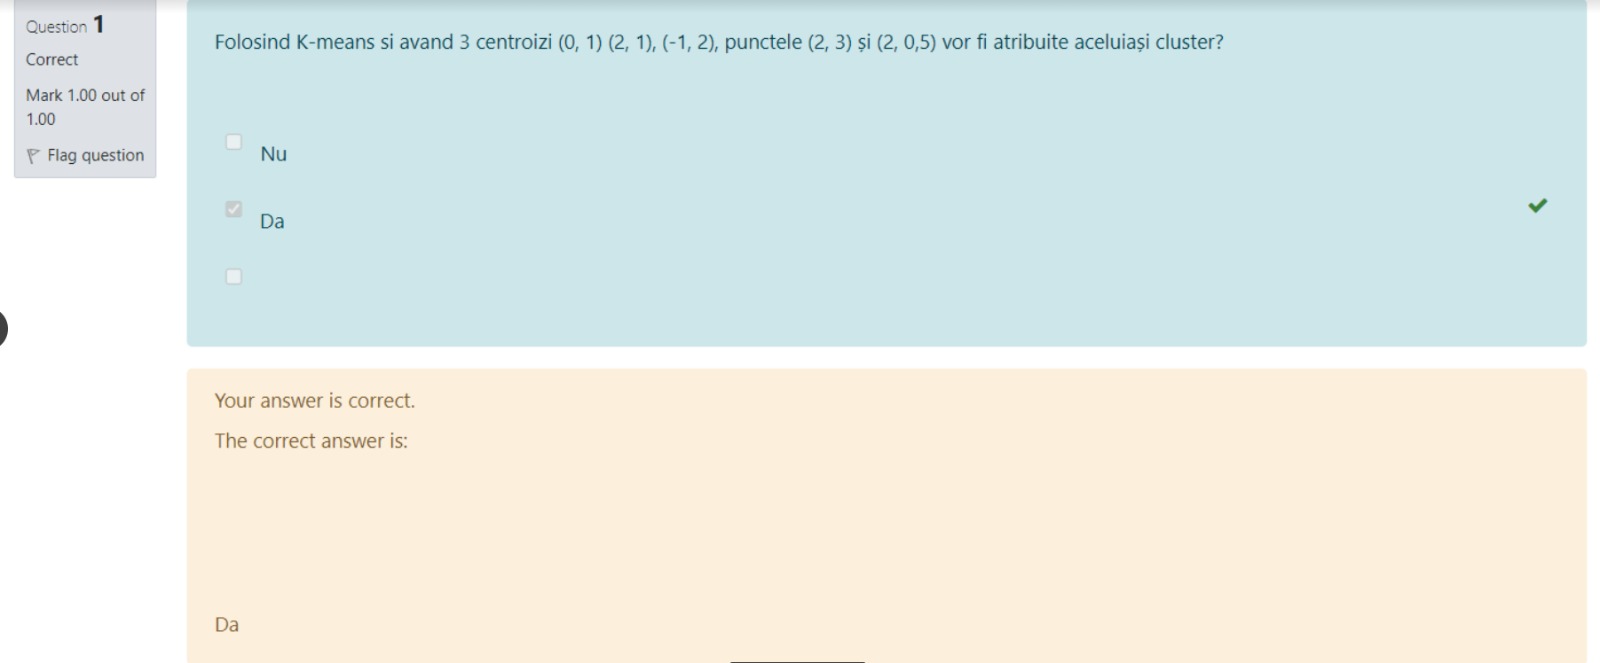 Question 1
Correct
Mark 1.00 out of
1.00
Flag question
Folosind K-means si avand 3 centroizi (0, 1) (2, 1), (-1, 2), punctele (2, 3) și (2, 0,5) vor fi atribuite aceluiași cluster?
Nu
Da
Your answer is correct.
The correct answer is:
Da